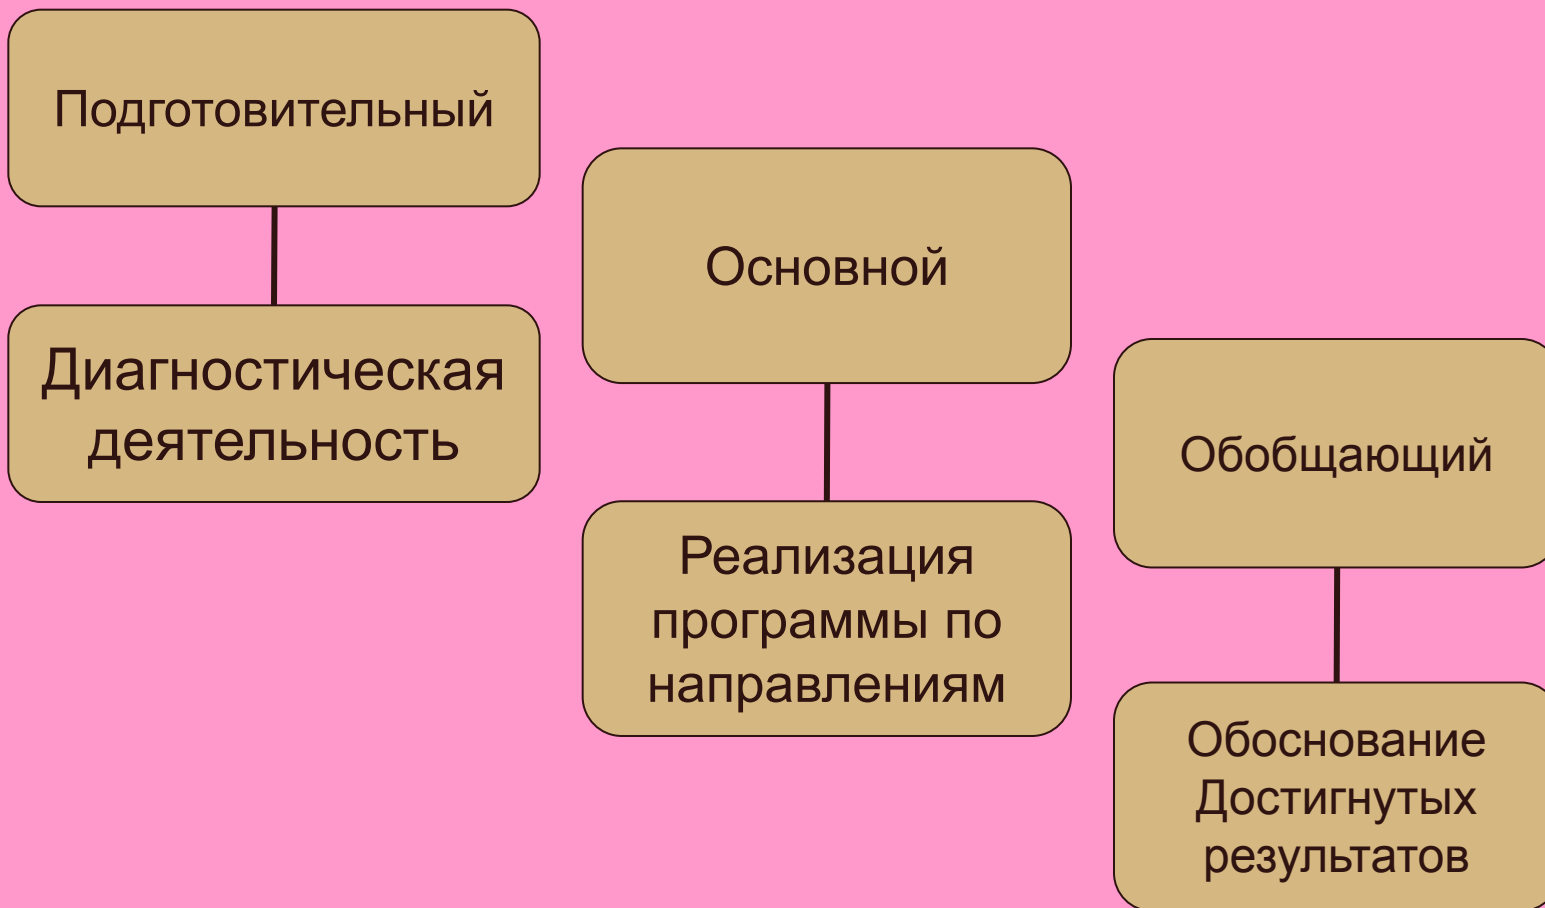 Подготовительный
Диагностическая
деятельность
Основной
Реализация
программы по
направлениям
Обобщающий
Обоснование
Достигнутых
результатов